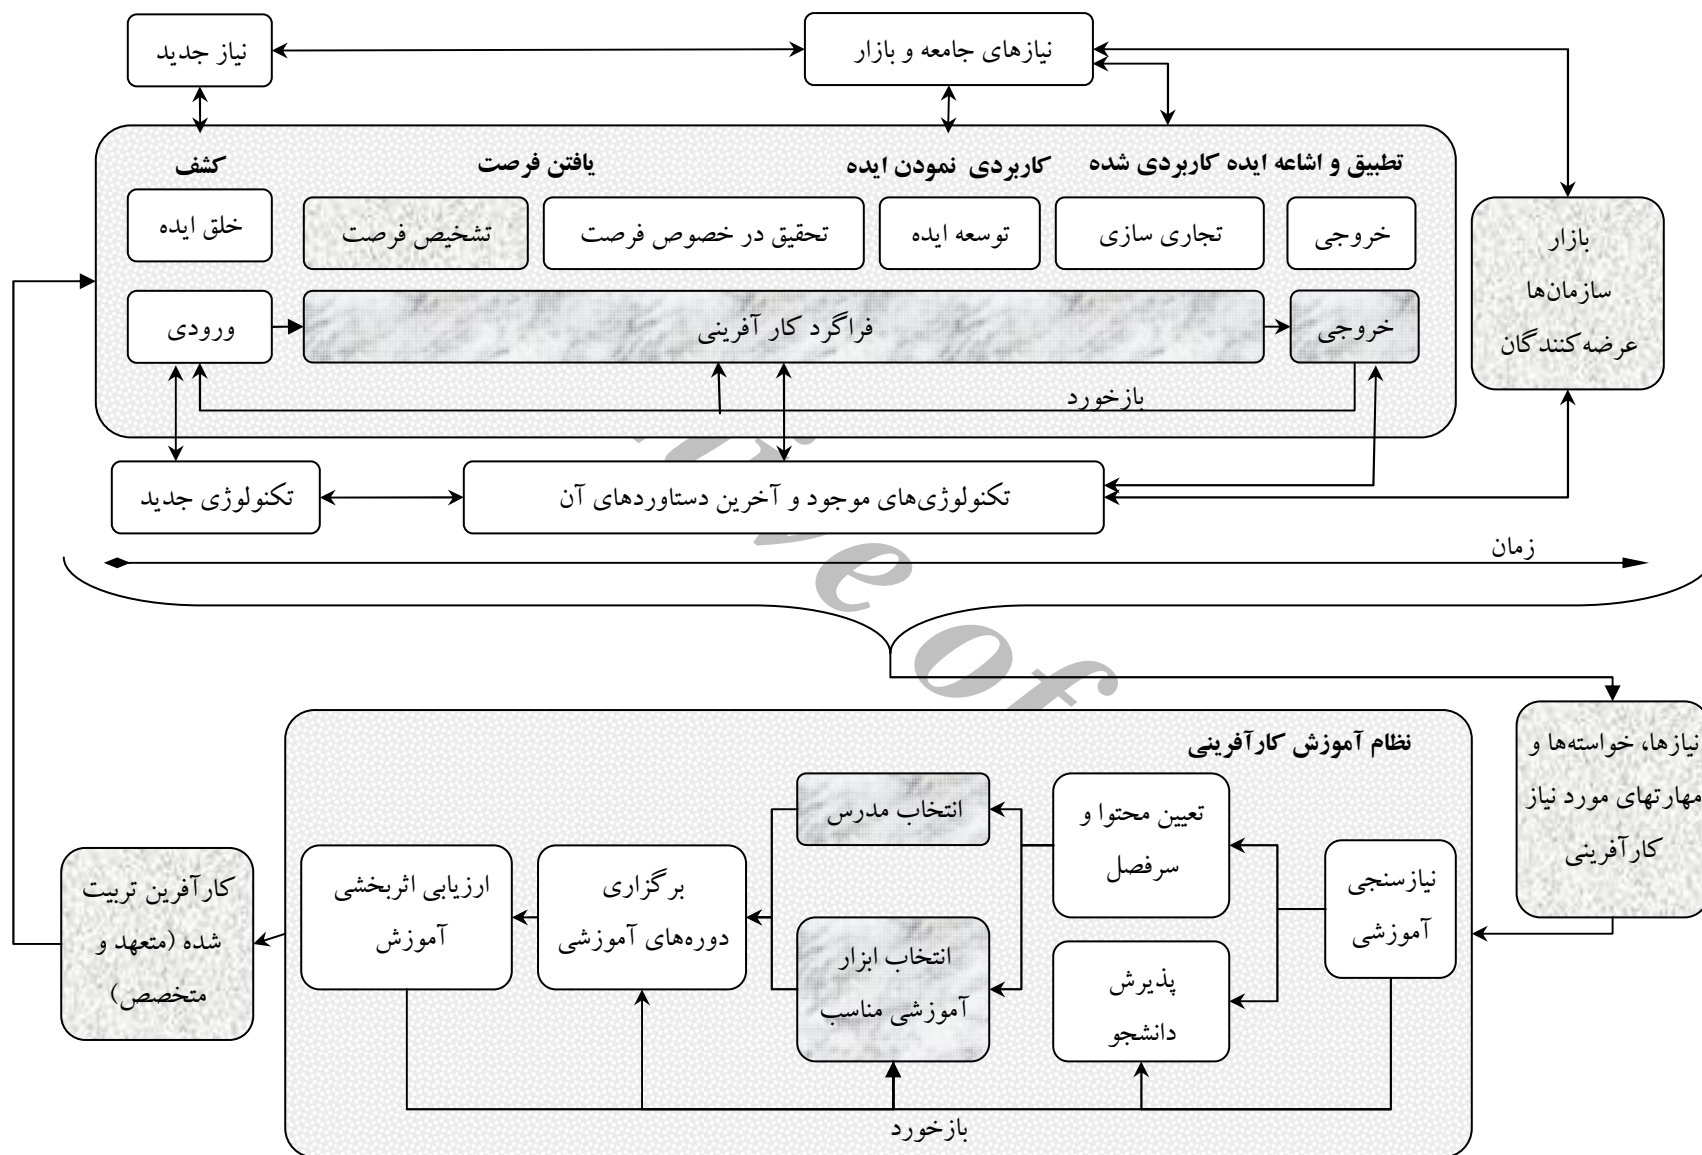 نیاز جدید
نیازهای جامعه و بازار
کشف
یافتن فرصت
کاربردی نمودن ایده
تطبیق و اشاعه ایده کاربردی شده
خلق ایده
تشخیص فرصت
تحقیق در خصوص فرصت
توسعه ایده
تجاری سازی
خروجی
بازار
سازمان‌ها
عرضه‌کنندگان
ورودی
فراگرد کار آفرینی
خروجی
بازخورد
تکنولوژی جدید
تکنولوژی‌های موجود و آخرین دستاوردهای آن
زمان
ive of
نیازها، خواسته‌ها و
مهارتهای مورد نیاز
کارآفرینی
نظام آموزش کارآفرینی
نیازسنجی
آموزشی
تعیین محتوا و
سرفصل
پذیرش
دانشجو
انتخاب مدرس
انتخاب ابزار
آموزشی مناسب
برگزاری
دوره‌های آموزشی
ارزیابی اثربخشی
آموزش
کارآفرین تربیت
شده (متعهد و
متخصص)
بازخورد